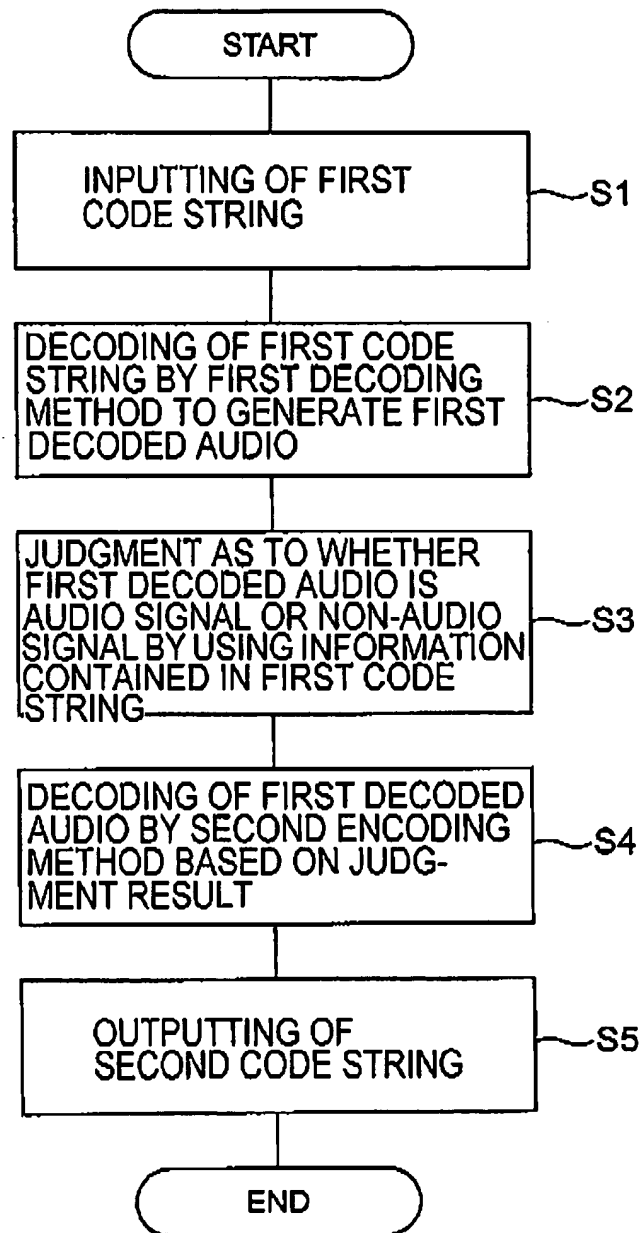 START
INPUTTING OF FIRST
CODE STRING
S1
DECODING OF FIRST CODE
STRING BY FIRST DECODING
METHOD TO GENERATE FIRST
DECODED AUDIO
S2
JUDGMENT AS TO WHETHER
FIRST DECODED AUDIO IS
AUDIO SIGNAL OR NON-AUDIO
SIGNAL BY USING INFORMATION
CONTAINED IN FIRST CODE
STRING
S3
DECODING OF FIRST DECODED
AUDIO BY SECOND ENCODING
METHOD BASED ON JUDG-
MENT RESULT
S4
OUTPUTTING OF
SECOND CODE STRING
S5
END